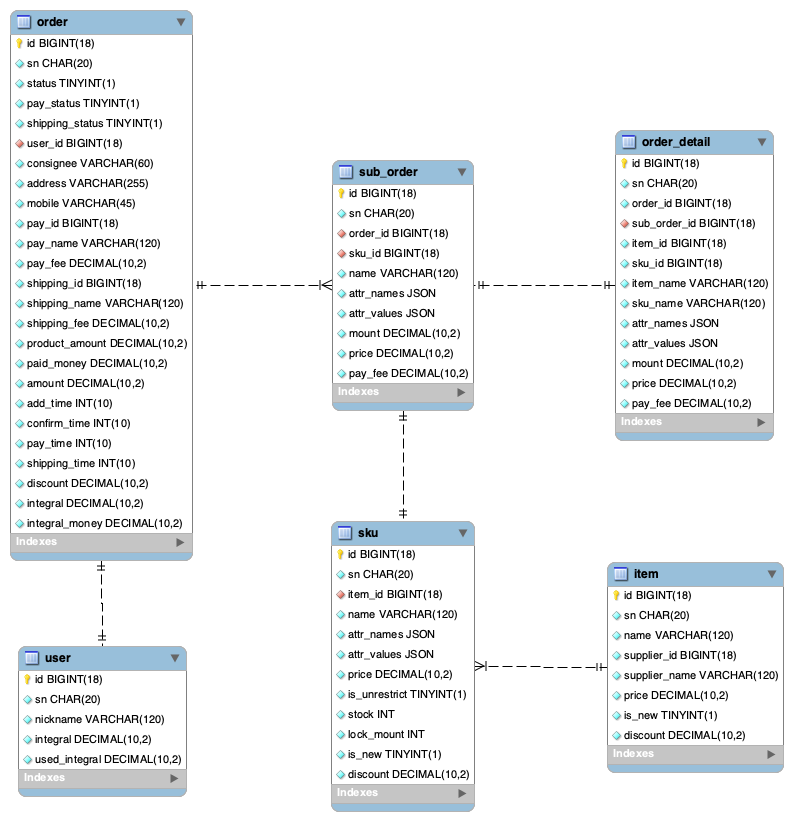 order
id BIGINT(18)
sn CHAR(20)
status TINYINT(1)
pay_status TINYINT(1)
shipping_status TINYINT(1)
user_id BIGINT(18)
consignee VARCHAR(60)
address VARCHAR(255)
mobile VARCHAR(45)
pay_id BIGINT(18)
pay_name VARCHAR(120)
pay_fee DECIMAL(10,2)
shipping_id BIGINT(18)
shipping_name VARCHAR(120)
shipping_fee DECIMAL(10,2)
product_amount DECIMAL(10,2)
paid_money DECIMAL(10,2)
amount DECIMAL(10,2)
add_time INT(10)
confirm_time INT(10)
pay_time INT(10)
shipping_time INT(10)
discount DECIMAL(10,2)
integral DECIMAL(10,2)
integral_money DECIMAL(10,2)
Indexes
sub_order
id BIGINT(18)
sn CHAR(20)
order_id BIGINT(18)
sku_id BIGINT(18)
name VARCHAR(120)
attr_names JSON
attr_values JSON
mount DECIMAL(10,2)
price DECIMAL(10,2)
pay_fee DECIMAL(10,2)
Indexes
order_detail
id BIGINT(18)
sn CHAR(20)
order_id BIGINT(18)
sub_order_id BIGINT(18)
item_id BIGINT(18)
sku_id BIGINT(18)
item_name VARCHAR(120)
sku_name VARCHAR(120)
attr_names JSON
attr_values JSON
mount DECIMAL(10,2)
price DECIMAL(10,2)
pay_fee DECIMAL(10,2)
Indexes
user
id BIGINT(18)
sn CHAR(20)
nickname VARCHAR(120)
integral DECIMAL(10,2)
used_integral DECIMAL(10,2)
Indexes
sku
id BIGINT(18)
sn CHAR(20)
item_id BIGINT(18)
name VARCHAR(120)
attr_names JSON
attr_values JSON
price DECIMAL(10,2)
is_unrestrict TINYINT(1)
stock INT
lock_mount INT
is_new TINYINT(1)
discount DECIMAL(10,2)
Indexes
item
id BIGINT(18)
sn CHAR(20)
name VARCHAR(120)
supplier_id BIGINT(18)
supplier_name VARCHAR(120)
price DECIMAL(10,2)
is_new TINYINT(1)
discount DECIMAL(10,2)
Indexes